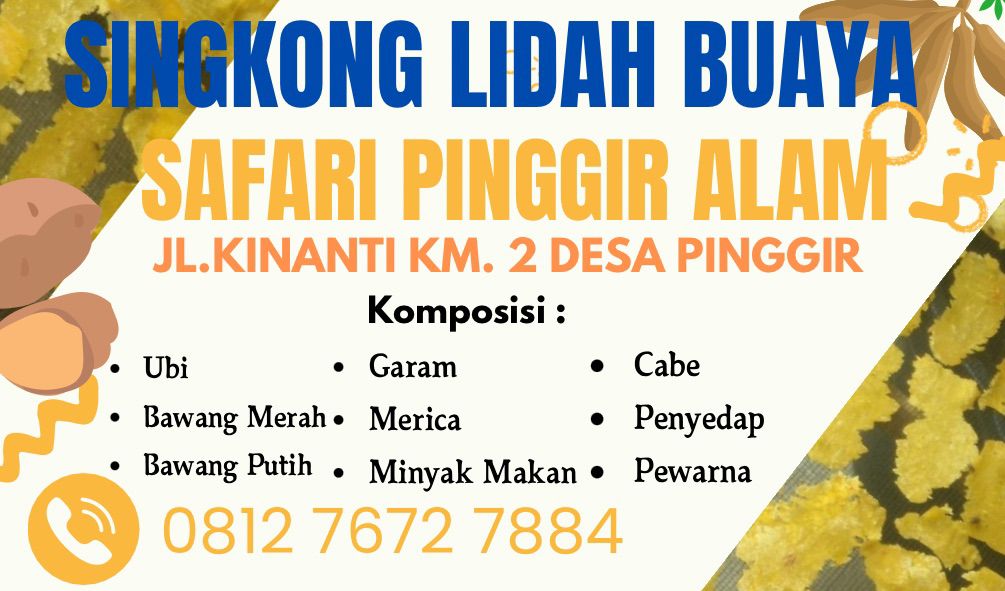 SINGKONG LIDAH BUAYA
SAFARI PINGGIR ALAM
JL.KINANTI KM. 2 DESA PINGGIR
Komposisi :
• Ubi
• Bawang Merah
• Bawang Putih
• Garam
• Merica
• Minyak Makan
• Cabe
• Penyedap
• Pewarna
0812 7672 7884